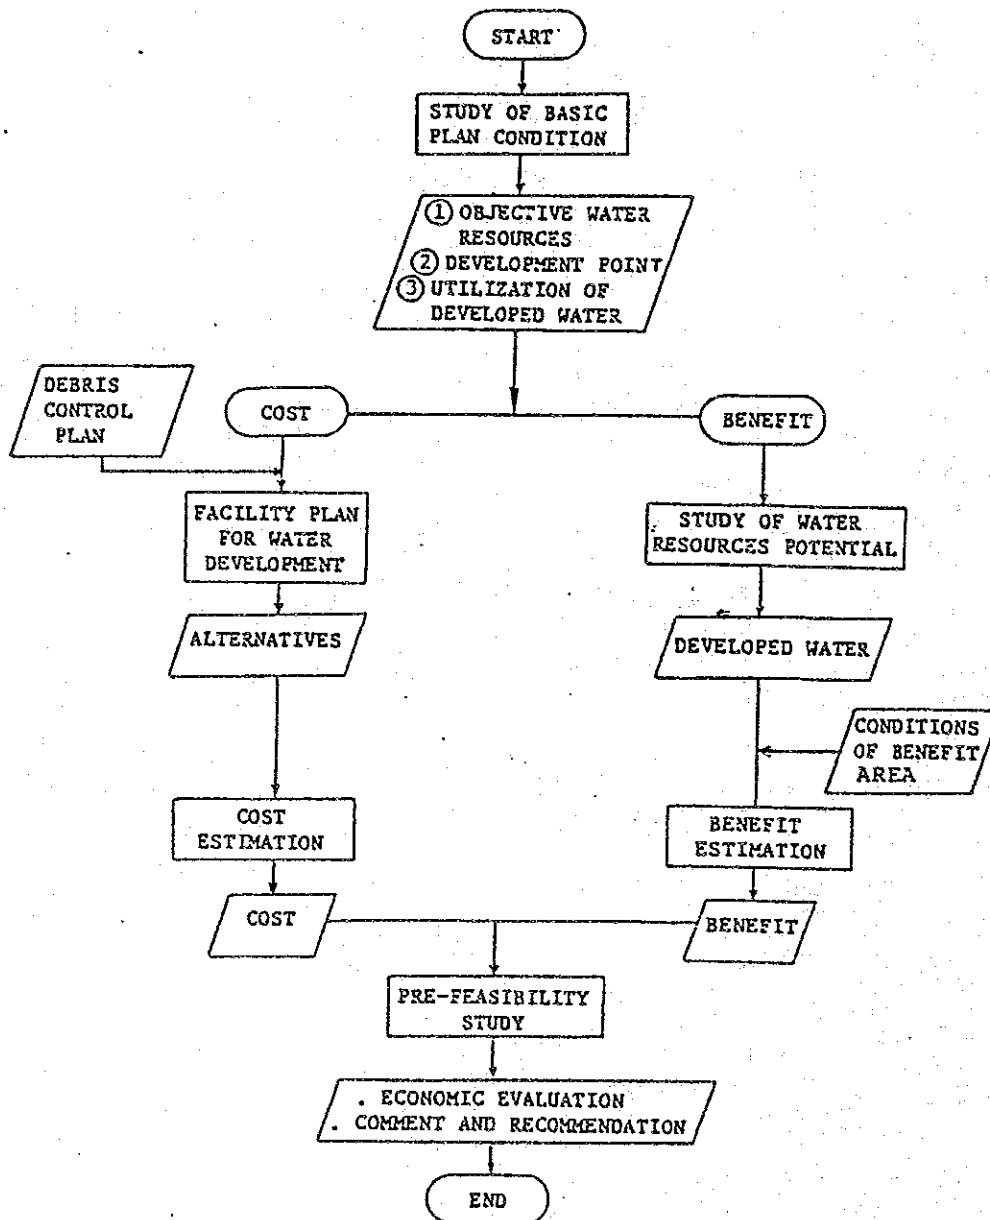 START
STUDY OF BASIC
PLAN CONDITION
① OBJECTIVE WATER
RESOURCES
② DEVELOPMENT POINT
③ UTILIZATION OF
DEVELOPED WATER
DEBRIS
CONTROL
PLAN
COST
BENEFIT
FACILITY PLAN
FOR WATER
DEVELOPMENT
STUDY OF WATER
RESOURCES POTENTIAL
ALTERNATIVES
DEVELOPED WATER
CONDITIONS
OF BENEFIT
AREA
COST
ESTIMATION
BENEFIT
ESTIMATION
COST
BENEFIT
PRE-FEASIBILITY
STUDY
. ECONOMIC EVALUATION
. COMMENT AND RECOMMENDATION
END